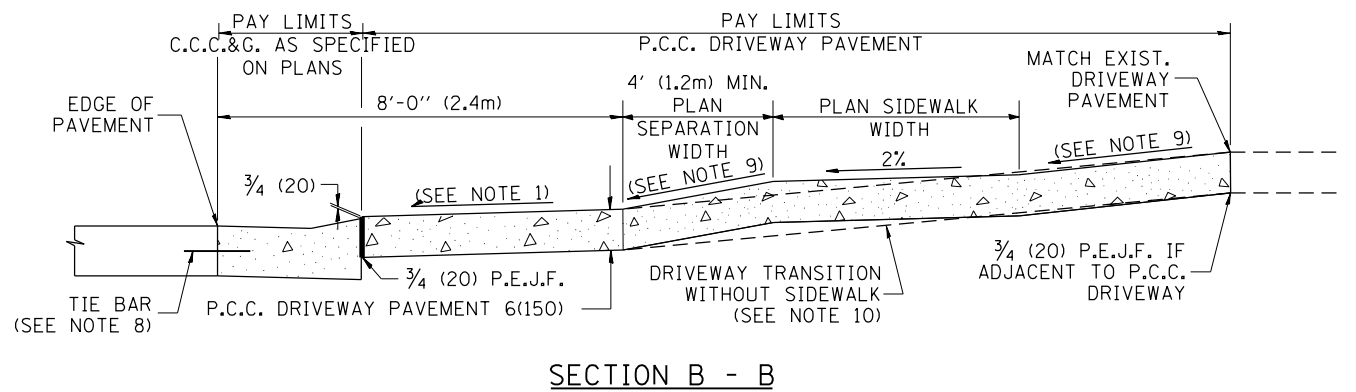 PAY LIMITS
C.C.C.&G. AS SPECIFIED
ON PLANS
PAY LIMITS
P.C.C. DRIVEWAY PAVEMENT
MATCH EXIST.
DRIVEWAY
PAVEMENT
EDGE OF
PAVEMENT
8'-0'' (2.4m)
4' (1.2m) MIN.
PLAN
SEPARATION
WIDTH
PLAN SIDEWALK
WIDTH
(SEE NOTE 9)
2%
(SEE NOTE 9)
¾ (20)
(SEE NOTE 1)
TIE BAR
(SEE NOTE 8)
¾ (20) P.E.J.F.
P.C.C. DRIVEWAY PAVEMENT 6(150)
DRIVEWAY TRANSITION
WITHOUT SIDEWALK
(SEE NOTE 10)
¾ (20) P.E.J.F. IF
ADJACENT TO P.C.C.
DRIVEWAY
SECTION B - B